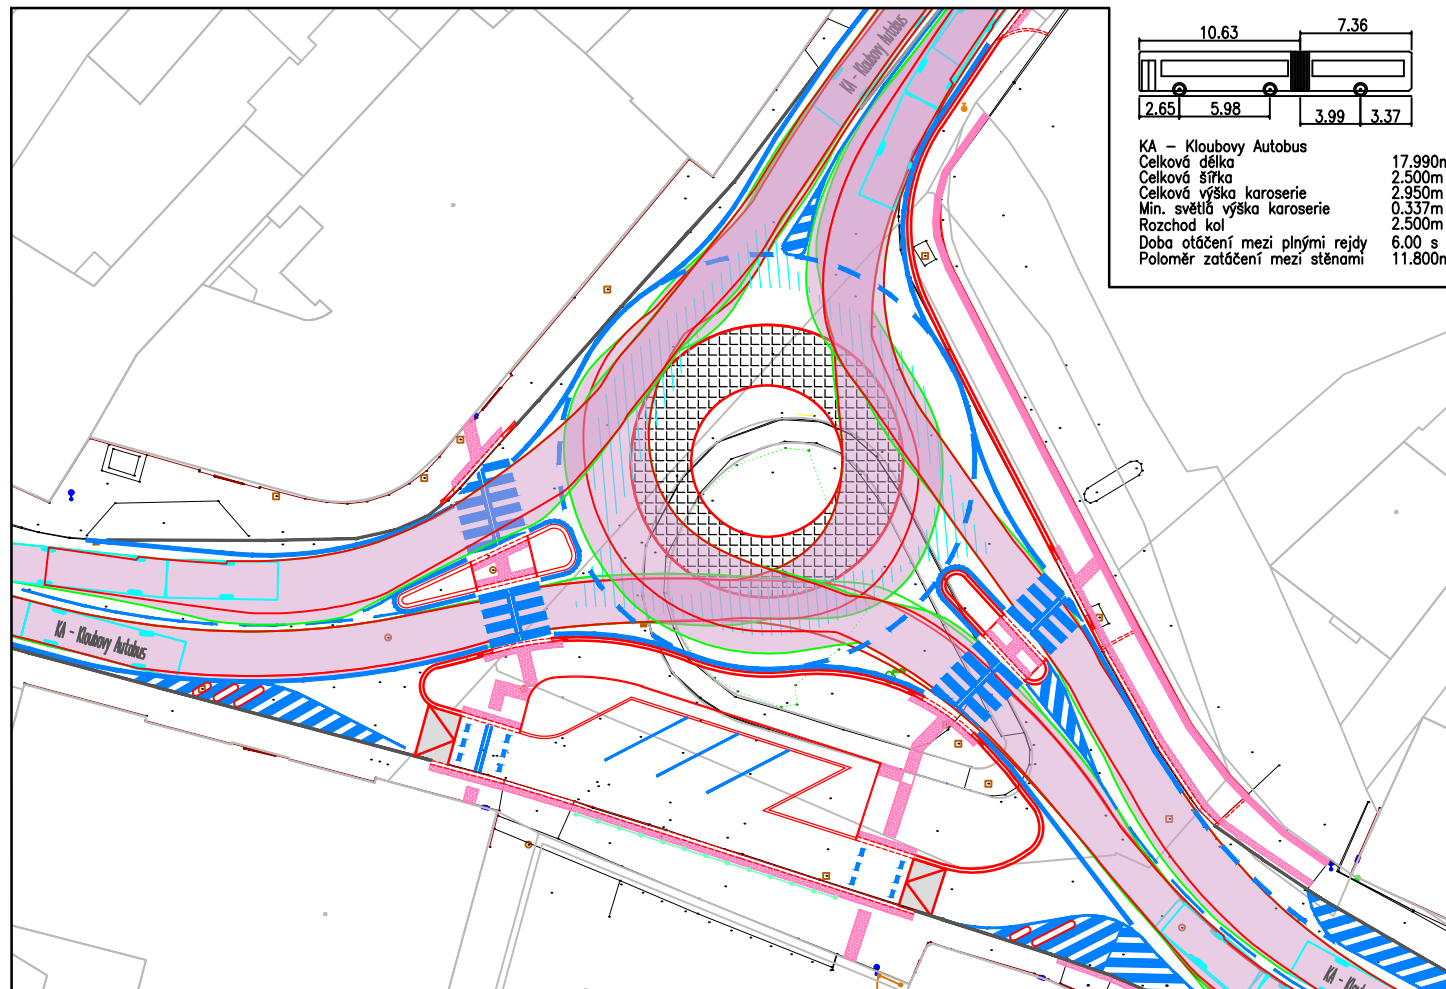 10.63 7.36
2.65 5.98 3.99 3.37
KA - Kloubovy Autobus
Celková délka 17.990m
Celková šířka 2.500m
Celková výška karoserie 2.950m
Min. světlá výška karoserie 0.337m
Rozchod kol 2.500m
Doba otáčení mezi plnými rejdy 6.00 s
Poloměr zatáčení mezi stěnami 11.800m
KA - Kloubovy Autobus
KA - Kloubovy Autobus